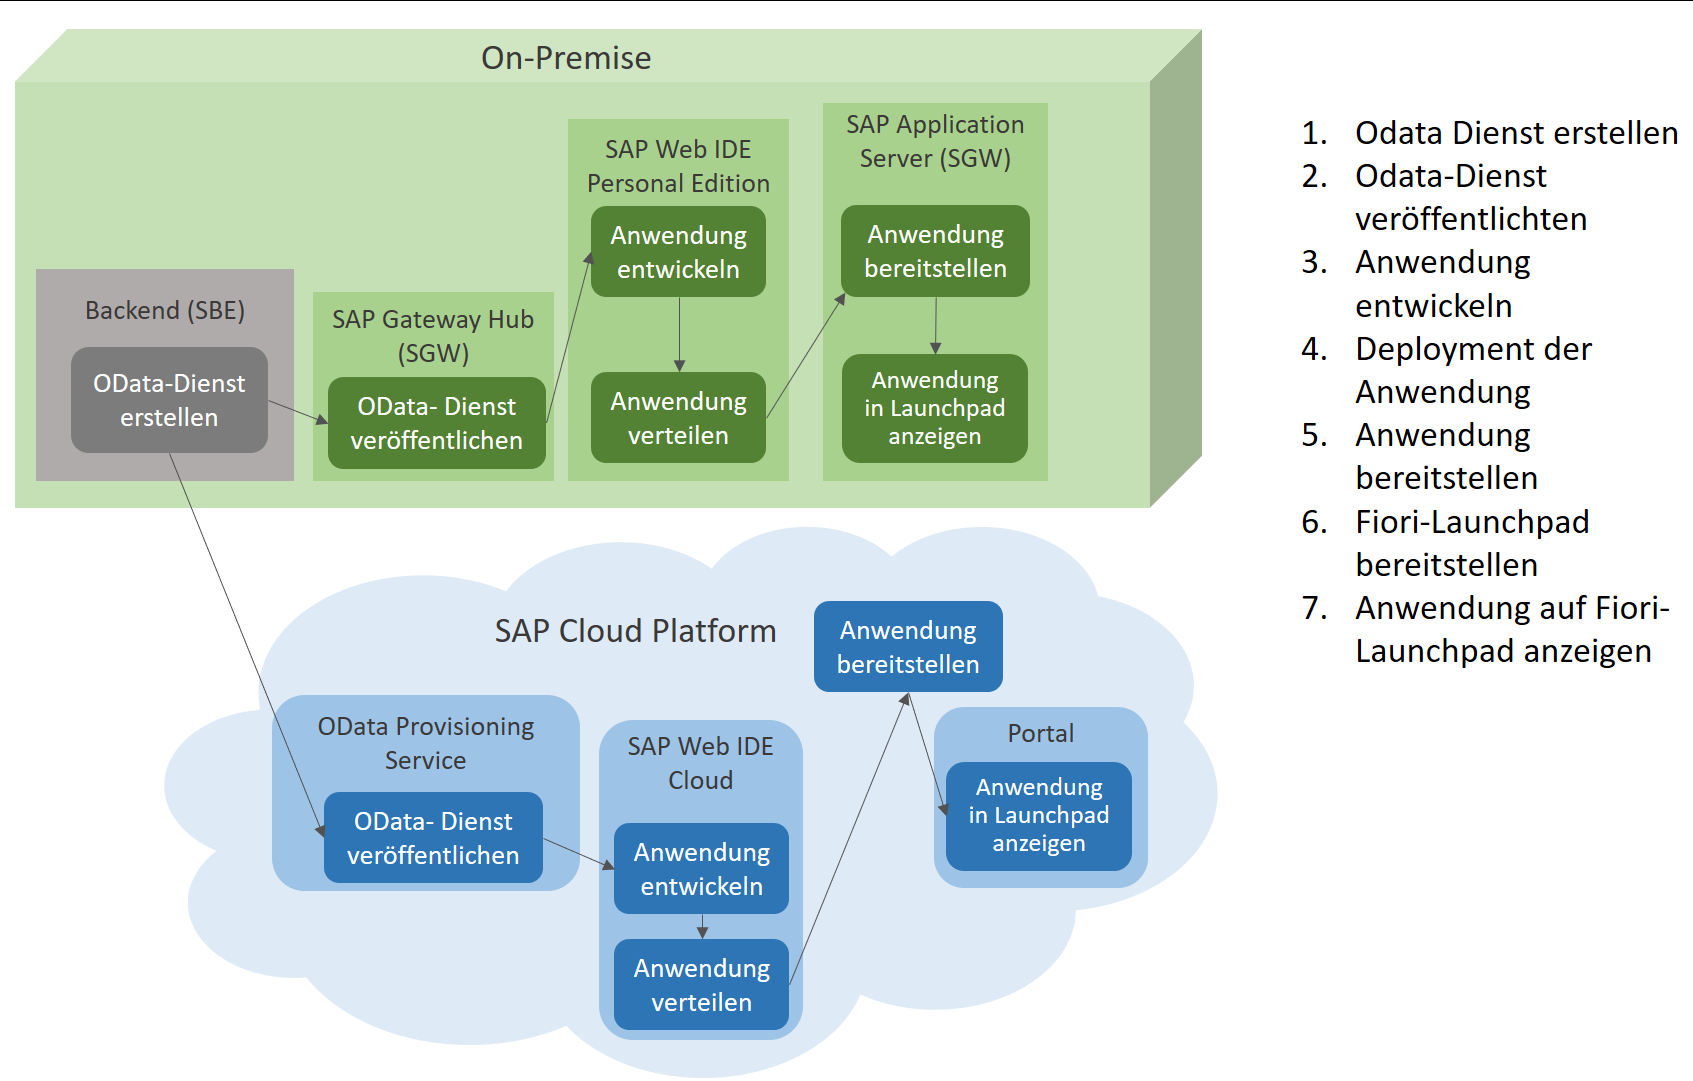 On-Premise
Backend (SBE)
OData-Dienst
erstellen
SAP Gateway Hub
(SGW)
OData- Dienst
veröffentlichen
SAP Web IDE
Personal Edition
Anwendung
entwickeln
Anwendung
verteilen
SAP Application
Server (SGW)
Anwendung
bereitstellen
Anwendung
in Launchpad
anzeigen
SAP Cloud Platform
OData Provisioning
Service
OData- Dienst
veröffentlichen
SAP Web IDE
Cloud
Anwendung
entwickeln
Anwendung
verteilen
Anwendung
bereitstellen
Portal
Anwendung
in Launchpad
anzeigen
1. Odata Dienst erstellen
2. Odata-Dienst
veröffentlichten
3. Anwendung
entwickeln
4. Deployment der
Anwendung
5. Anwendung
bereitstellen
6. Fiori-Launchpad
bereitstellen
7. Anwendung auf Fiori-
Launchpad anzeigen